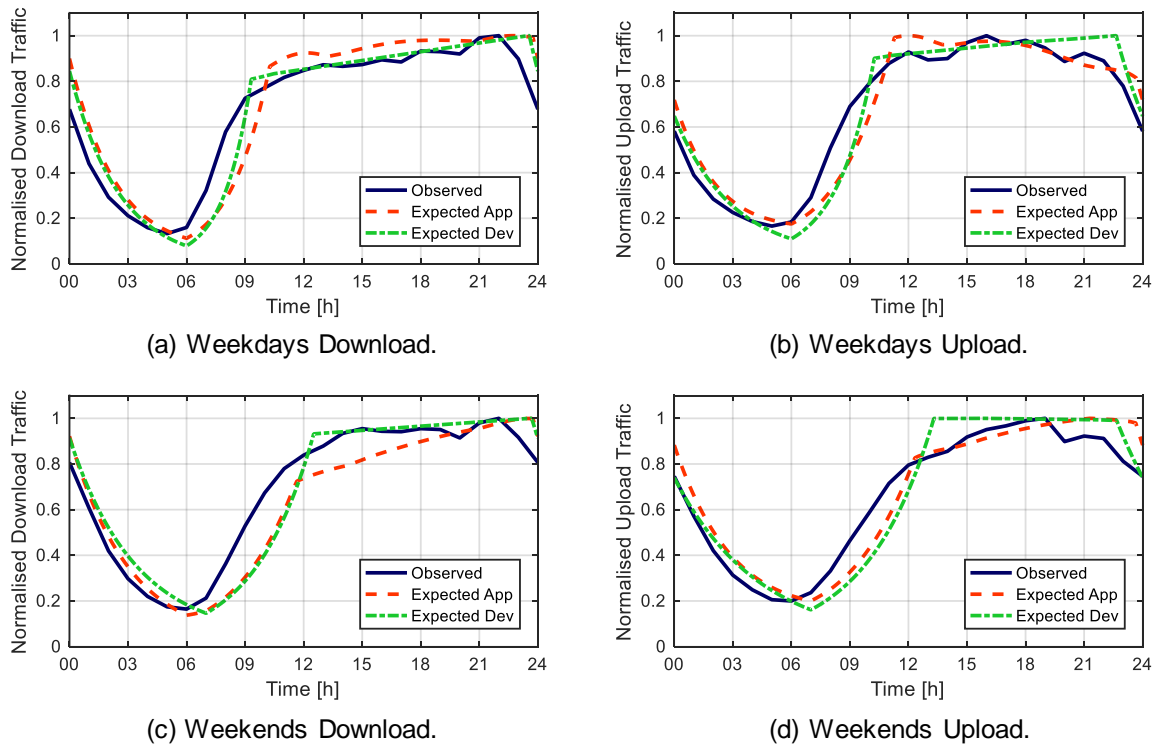 Normalised Download Traffic
1
0.8
0.6
0.4
0.2
0
00 03 06 09 12 15 18 21 24
Time [h]
Observed
Expected App
Expected Dev
(a) Weekdays Download.
Normalised Upload Traffic
1
0.8
0.6
0.4
0.2
0
00 03 06 09 12 15 18 21 24
Time [h]
Observed
Expected App
Expected Dev
(b) Weekdays Upload.
Normalised Download Traffic
1
0.8
0.6
0.4
0.2
0
00 03 06 09 12 15 18 21 24
Time [h]
Observed
Expected App
Expected Dev
(c) Weekends Download.
Normalised Upload Traffic
1
0.8
0.6
0.4
0.2
0
00 03 06 09 12 15 18 21 24
Time [h]
Observed
Expected App
Expected Dev
(d) Weekends Upload.